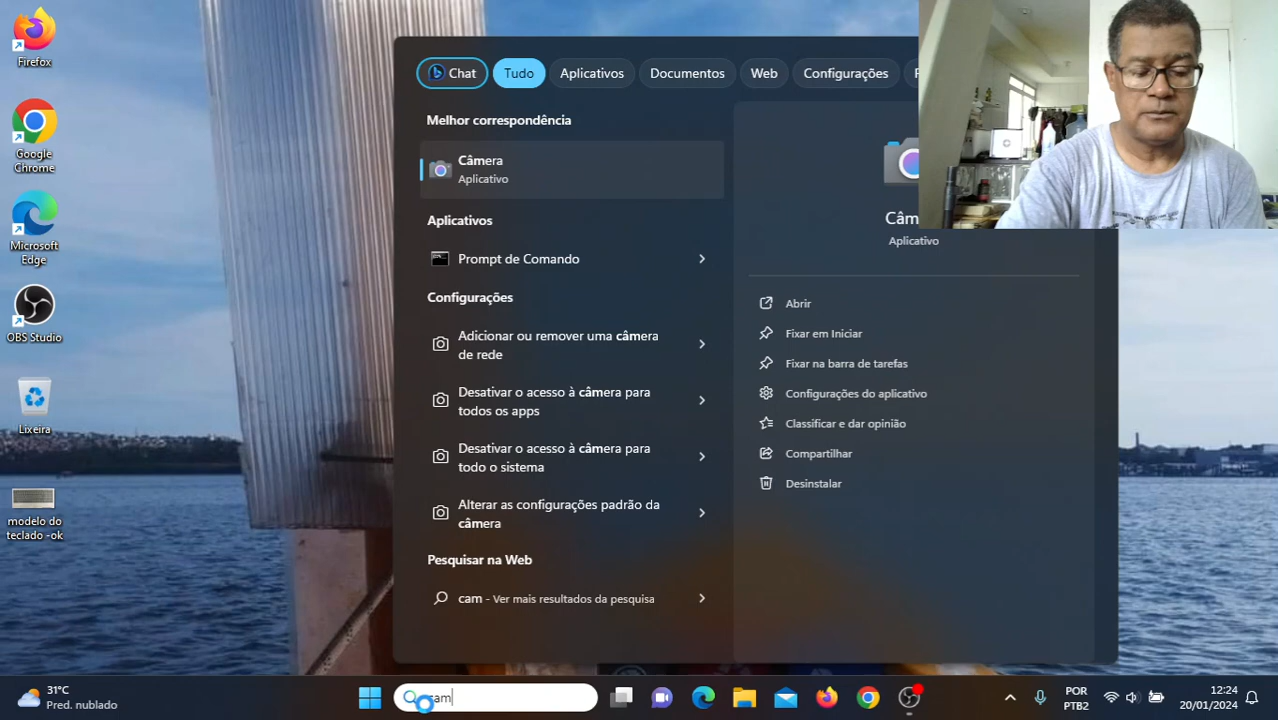 Firefox
Google
Chrome
Microsoft
Edge
OBS Studio
Lixeira
modelo do
teclado -ok
Chat
Tudo
Aplicativos
Documentos
Web
Configurações
Melhor correspondência
Câmera
Aplicativo
Aplicativos
Prompt de Comando
Configurações
Adicionar ou remover uma câmera
de rede
Desativar o acesso à câmera para
todos os apps
Desativar o acesso à câmera para
todo o sistema
Alterar as configurações padrão da
câmera
Pesquisar na Web
cam - Ver mais resultados da pesquisa
Câm
Aplicativo
Abrir
Fixar em Iniciar
Fixar na barra de tarefas
Configurações do aplicativo
Classificar e dar opinião
Compartilhar
Desinstalar
31°C
Pred. nublado
cam
POR
PTB2
12:24
20/01/2024